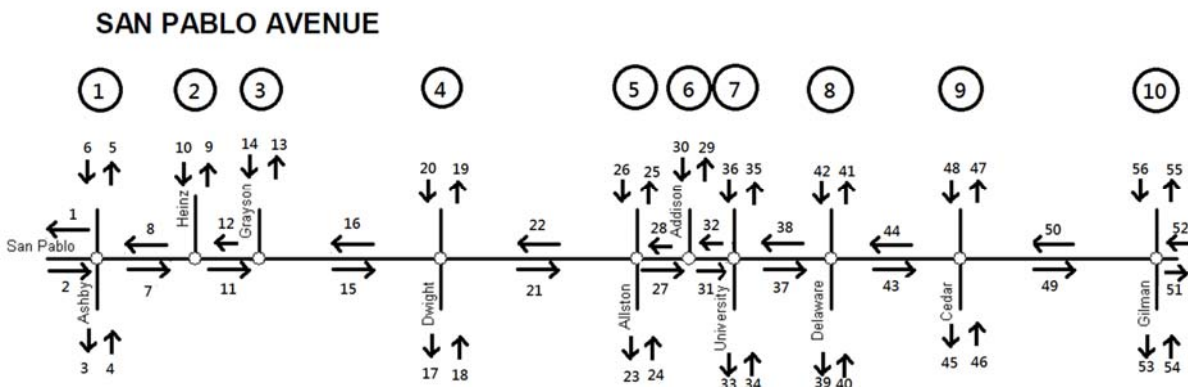 SAN PABLO AVENUE
1 2 3 4 5 6 7 8 9 10
6 5 10 9 14 13 20 19 26 25 30 29 36 35 42 41 48 47 56 55
Heinz Grayson Addison
1 8 12 16 22 28 32 38 44 50 52
San Pablo
2 7 11 15 21 27 31 37 43 49 51
Ashby Dwight Allston University Delaware Cedar Gilman
3 4 17 18 23 24 33 34 39 40 45 46 53 54